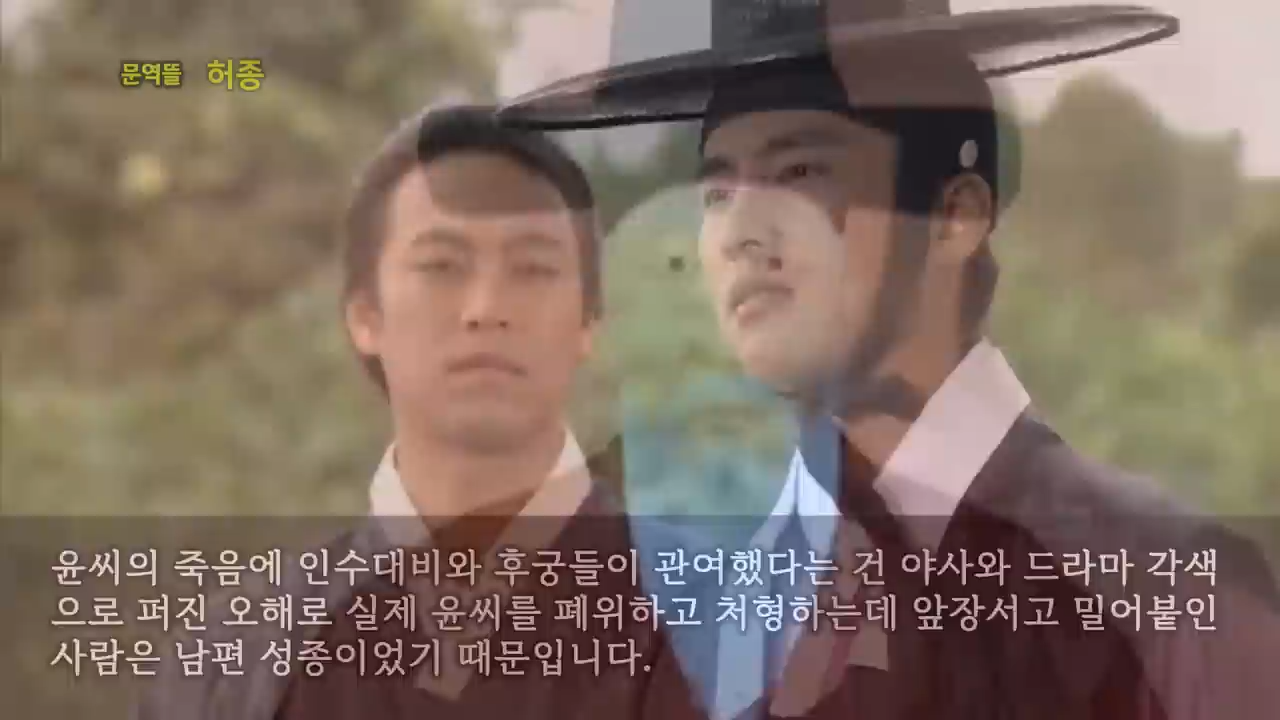 문역뜰 허종
윤씨의 죽음에 인수대비와 후궁들이 관여했다는 건 야사와 드라마 각색
으로 퍼진 오해로 실제 윤씨를 폐위하고 처형하는데 앞장서고 밀어붙인
사람은 남편 성종이었기 때문입니다.